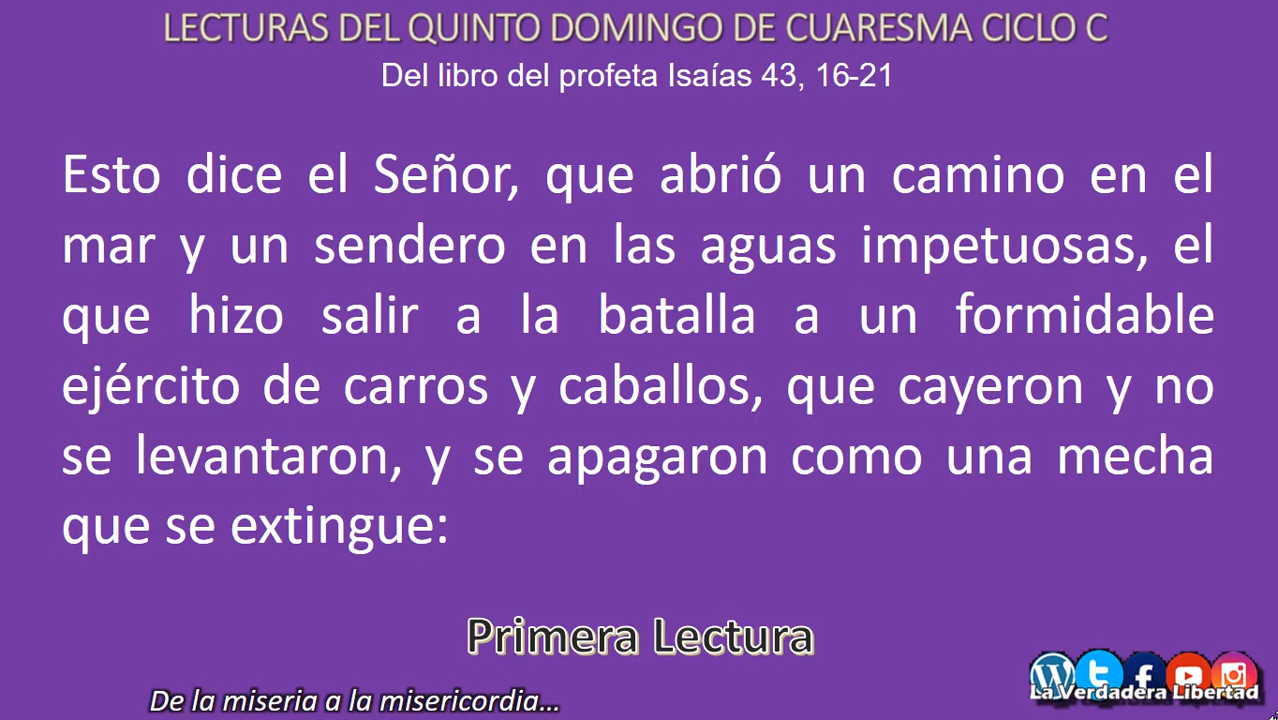 LECTURAS DEL QUINTO DOMINGO DE CUARESMA CICLO C
Del libro del profeta Isaías 43, 16-21
Esto dice el Señor, que abrió un camino en el
mar y un sendero en las aguas impetuosas, el
que hizo salir a la batalla a un formidable
ejército de carros y caballos, que cayeron y no
se levantaron, y se apagaron como una mecha
que se extingue:
Primera Lectura
De la miseria a la misericordia...
La Verdadera Libertad